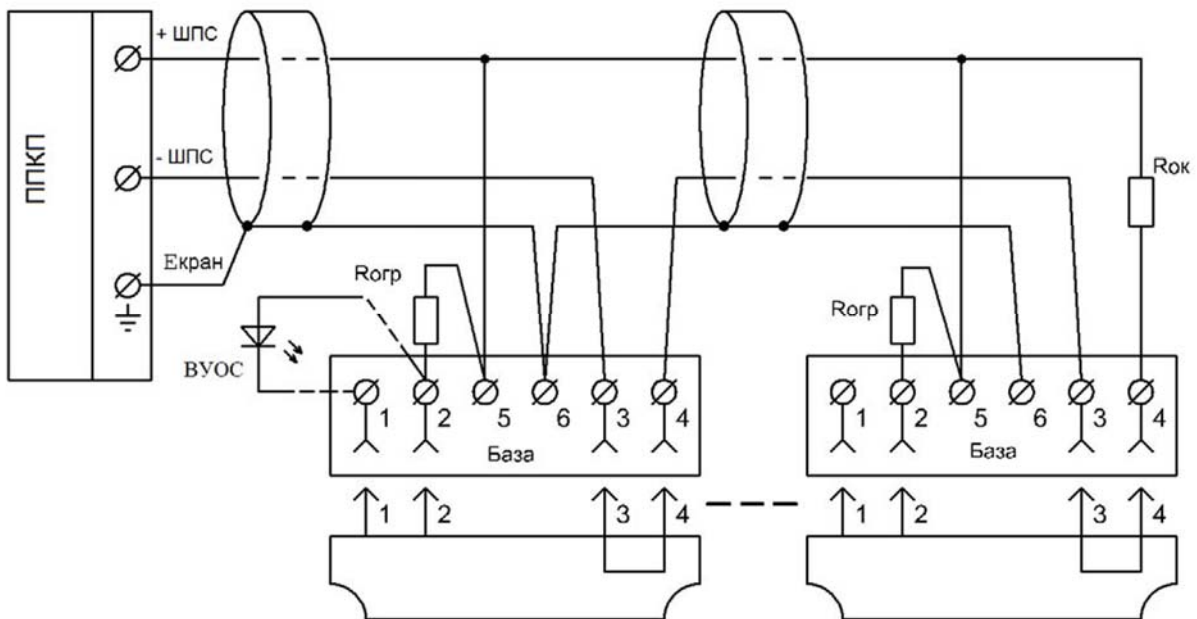 ППКП
+ ШПС
- ШПС
Екран
Rок
Rогр
Rогр
ВУОС
1 2 5 6 3 4
База
1 2 5 6 3 4
База
1 2 3 4
1 2 3 4